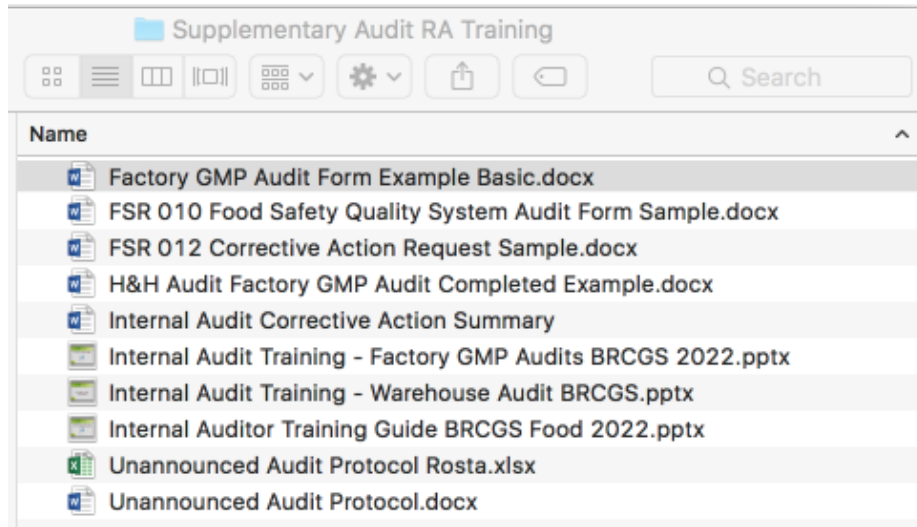 Supplementary Audit RA Training
Search
Name
Factory GMP Audit Form Example Basic.docx
FSR 010 Food Safety Quality System Audit Form Sample.docx
FSR 012 Corrective Action Request Sample.docx
H&H Audit Factory GMP Audit Completed Example.docx
Internal Audit Corrective Action Summary
Internal Audit Training - Factory GMP Audits BRCGS 2022.pptx
Internal Audit Training - Warehouse Audit BRCGS.pptx
Internal Auditor Training Guide BRCGS Food 2022.pptx
Unannounced Audit Protocol Rosta.xlsx
Unannounced Audit Protocol.docx